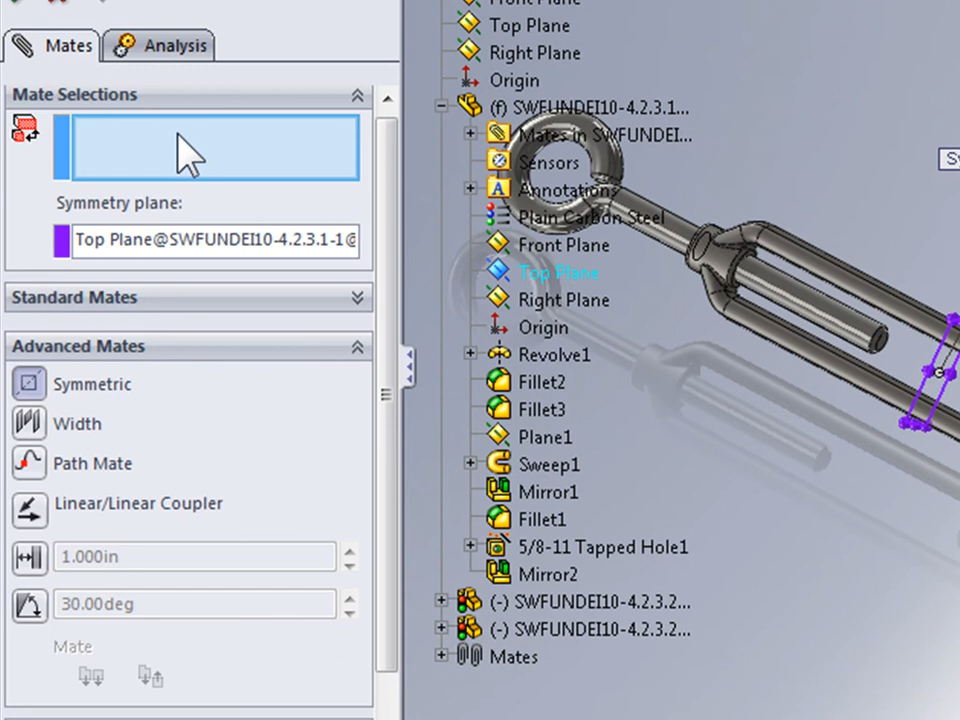 Front Plane
Top Plane
Right Plane
Origin
(f) SWFUNDEI10-4.2.3.1...
Mates in SWFUNDEI...
Sensors
Annotations
Plain Carbon Steel
Front Plane
Top Plane
Right Plane
Origin
Revolve1
Fillet2
Fillet3
Plane1
Sweep1
Mirror1
Fillet1
5/8-11 Tapped Hole1
Mirror2
(-) SWFUNDEI10-4.2.3.2...
(-) SWFUNDEI10-4.2.3.2...
Mates
Mates
Analysis
Mate Selections
Symmetry plane:
Top Plane@SWFUNDEI10-4.2.3.1-1@
Standard Mates
Advanced Mates
Symmetric
Width
Path Mate
Linear/Linear Coupler
1.000in
30.00deg
Mate